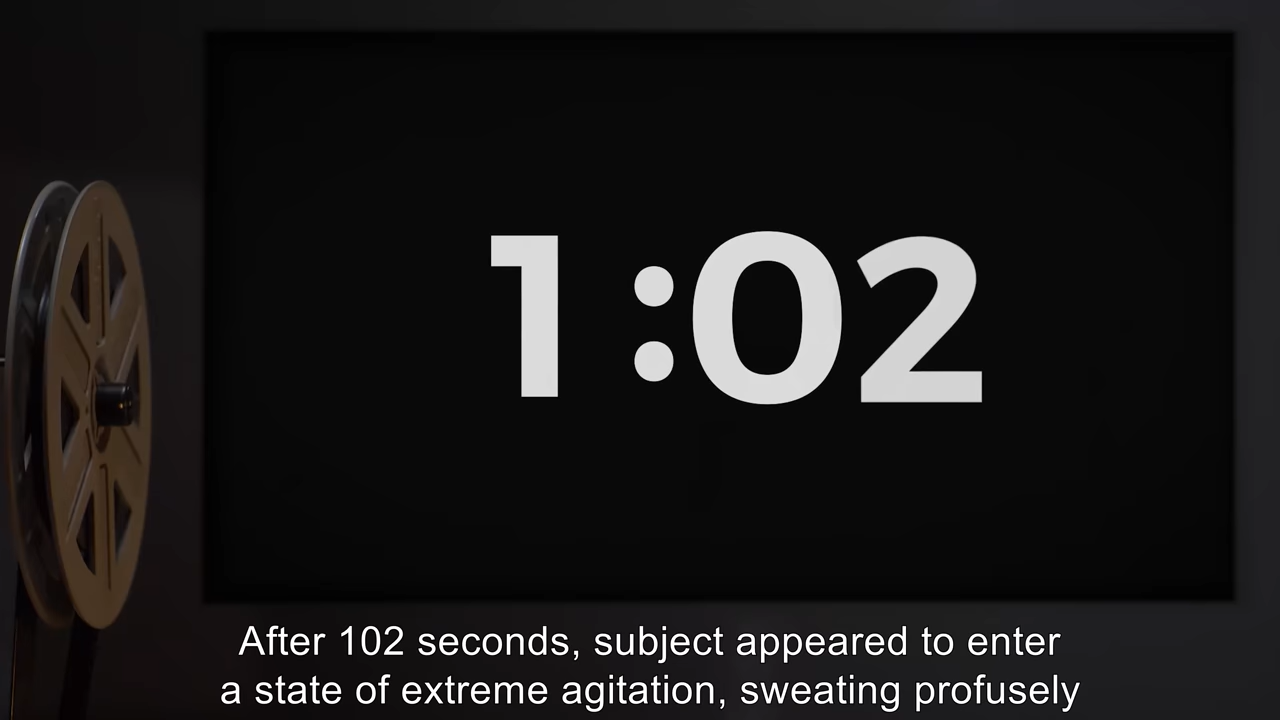 1:02
After 102 seconds, subject appeared to enter
a state of extreme agitation, sweating profusely